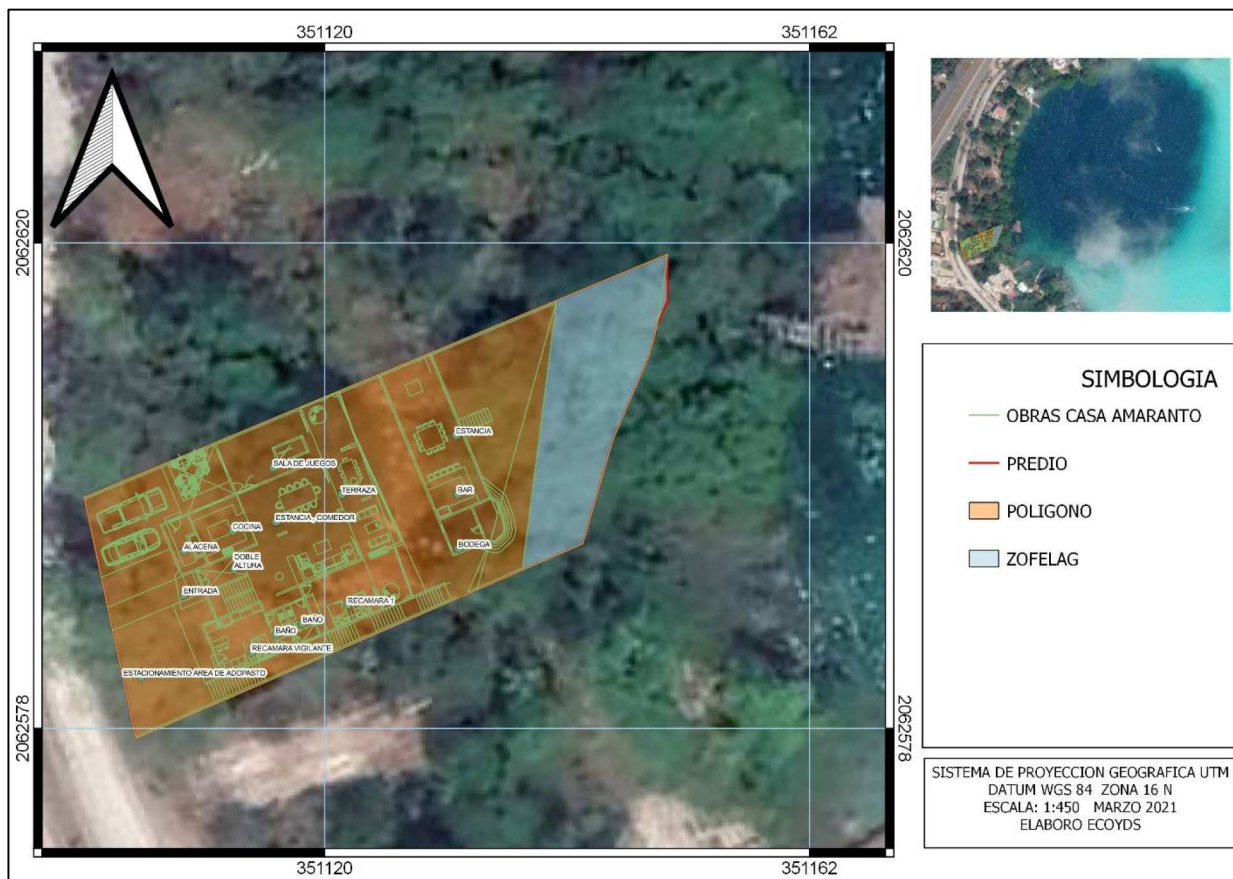 351120
351162
2062620
2062620
ESTANCIA
SALA DE JUEGOS
TERRAZA
BAR
ESTANCIA_COMEDOR
COCINA
ALACENA
BODEGA
DOBLE
ALTURA
ENTRADA
RECAMARA 1
BAÑO
BAÑO
RECAMARA VIGILANTE
ESTACIONAMIENTO AREA DE ADOPASTO
2062578
2062578
351120
351162
SIMBOLOGIA
OBRAS CASA AMARANTO
PREDIO
POLIGONO
ZOFELAG
SISTEMA DE PROYECCION GEOGRAFICA UTM
DATUM WGS 84 ZONA 16 N
ESCALA: 1:450 MARZO 2021
ELABORO ECOYDS